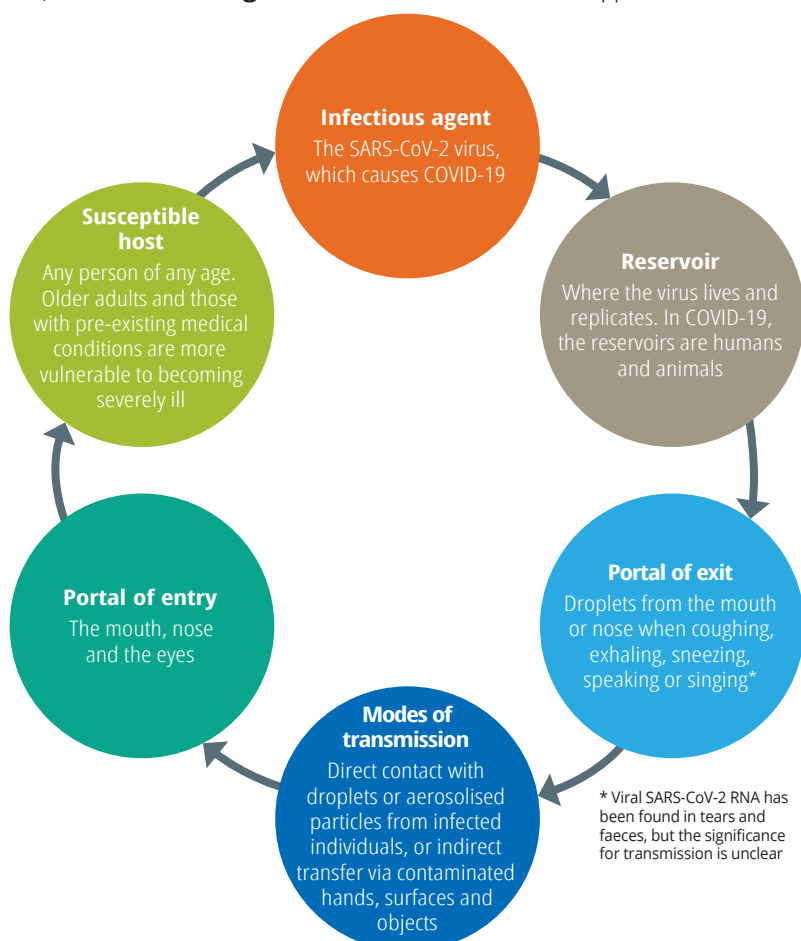 Infectious agent
The SARS-CoV-2 virus,
which causes COVID-19
Reservoir
Where the virus lives and
replicates. In COVID-19,
the reservoirs are humans
and animals
Portal of exit
Droplets from the mouth
or nose when coughing,
exhaling, sneezing,
speaking or singing*
* Viral SARS-CoV-2 RNA has
been found in tears and
faeces, but the significance
for transmission is unclear
Modes of
transmission
Direct contact with
droplets or aerosolised
particles from infected
individuals, or indirect
transfer via contaminated
hands, surfaces and
objects
Portal of entry
The mouth, nose
and the eyes
Susceptible
host
Any person of any age.
Older adults and those
with pre-existing medical
conditions are more
vulnerable to becoming
severely ill